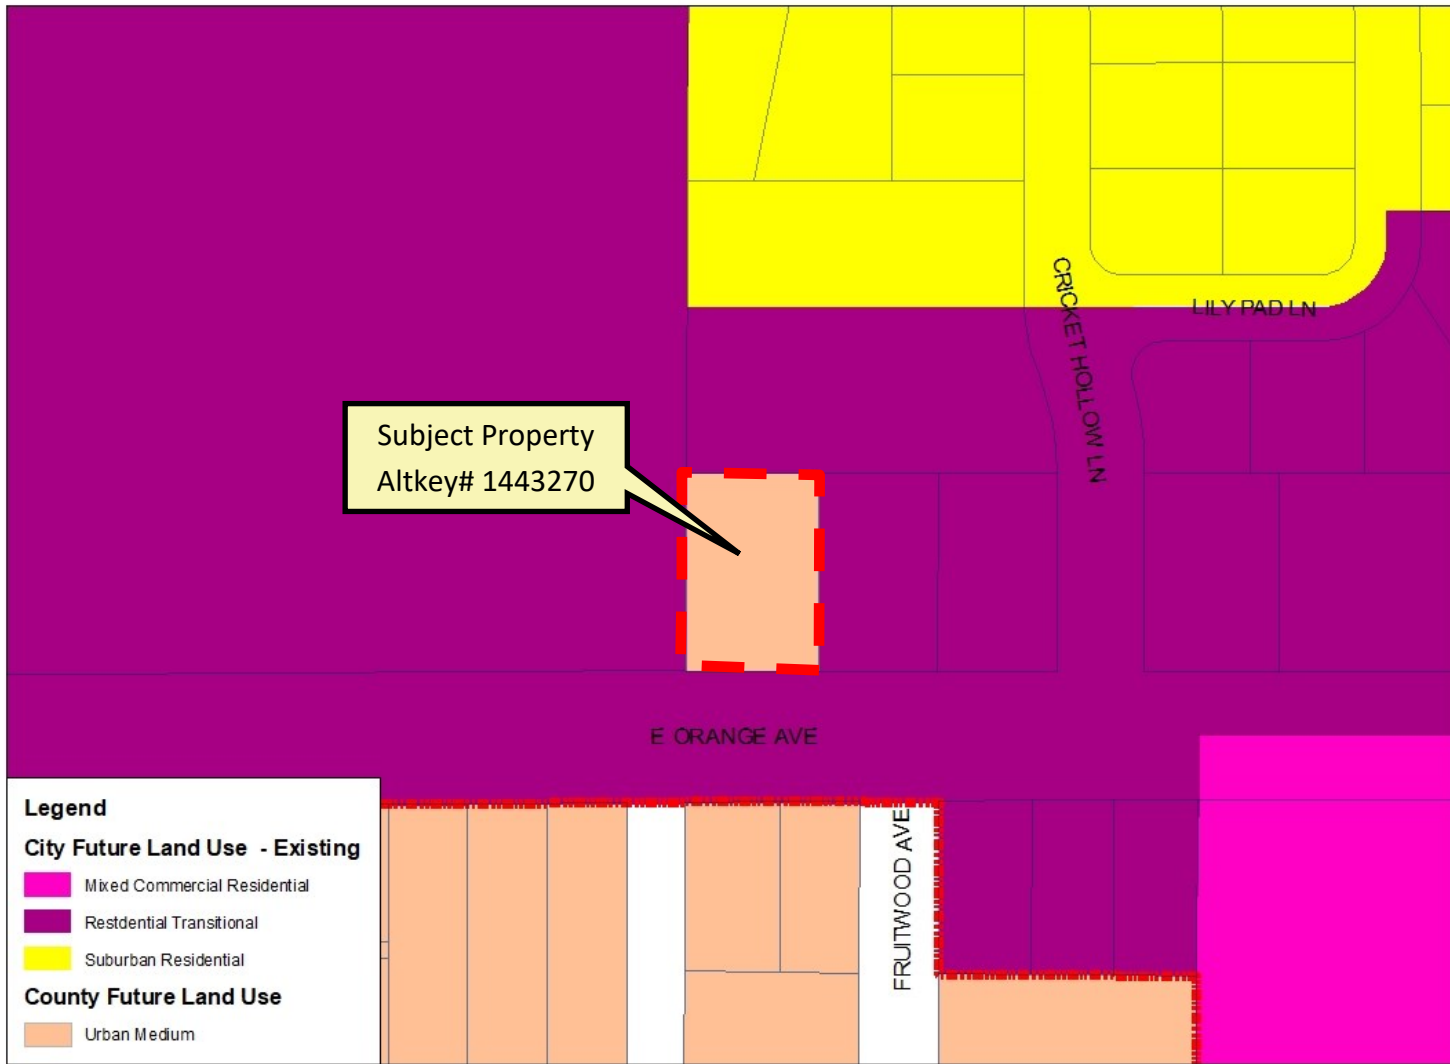 CRICKET HOLLOW LN
LILY PAD LN
Subject Property
Altkey# 1443270
E ORANGE AVE
FRUITWOOD AVE
Legend
City Future Land Use - Existing
Mixed Commercial Residential
Restdential Transitional
Suburban Residential
County Future Land Use
Urban Medium